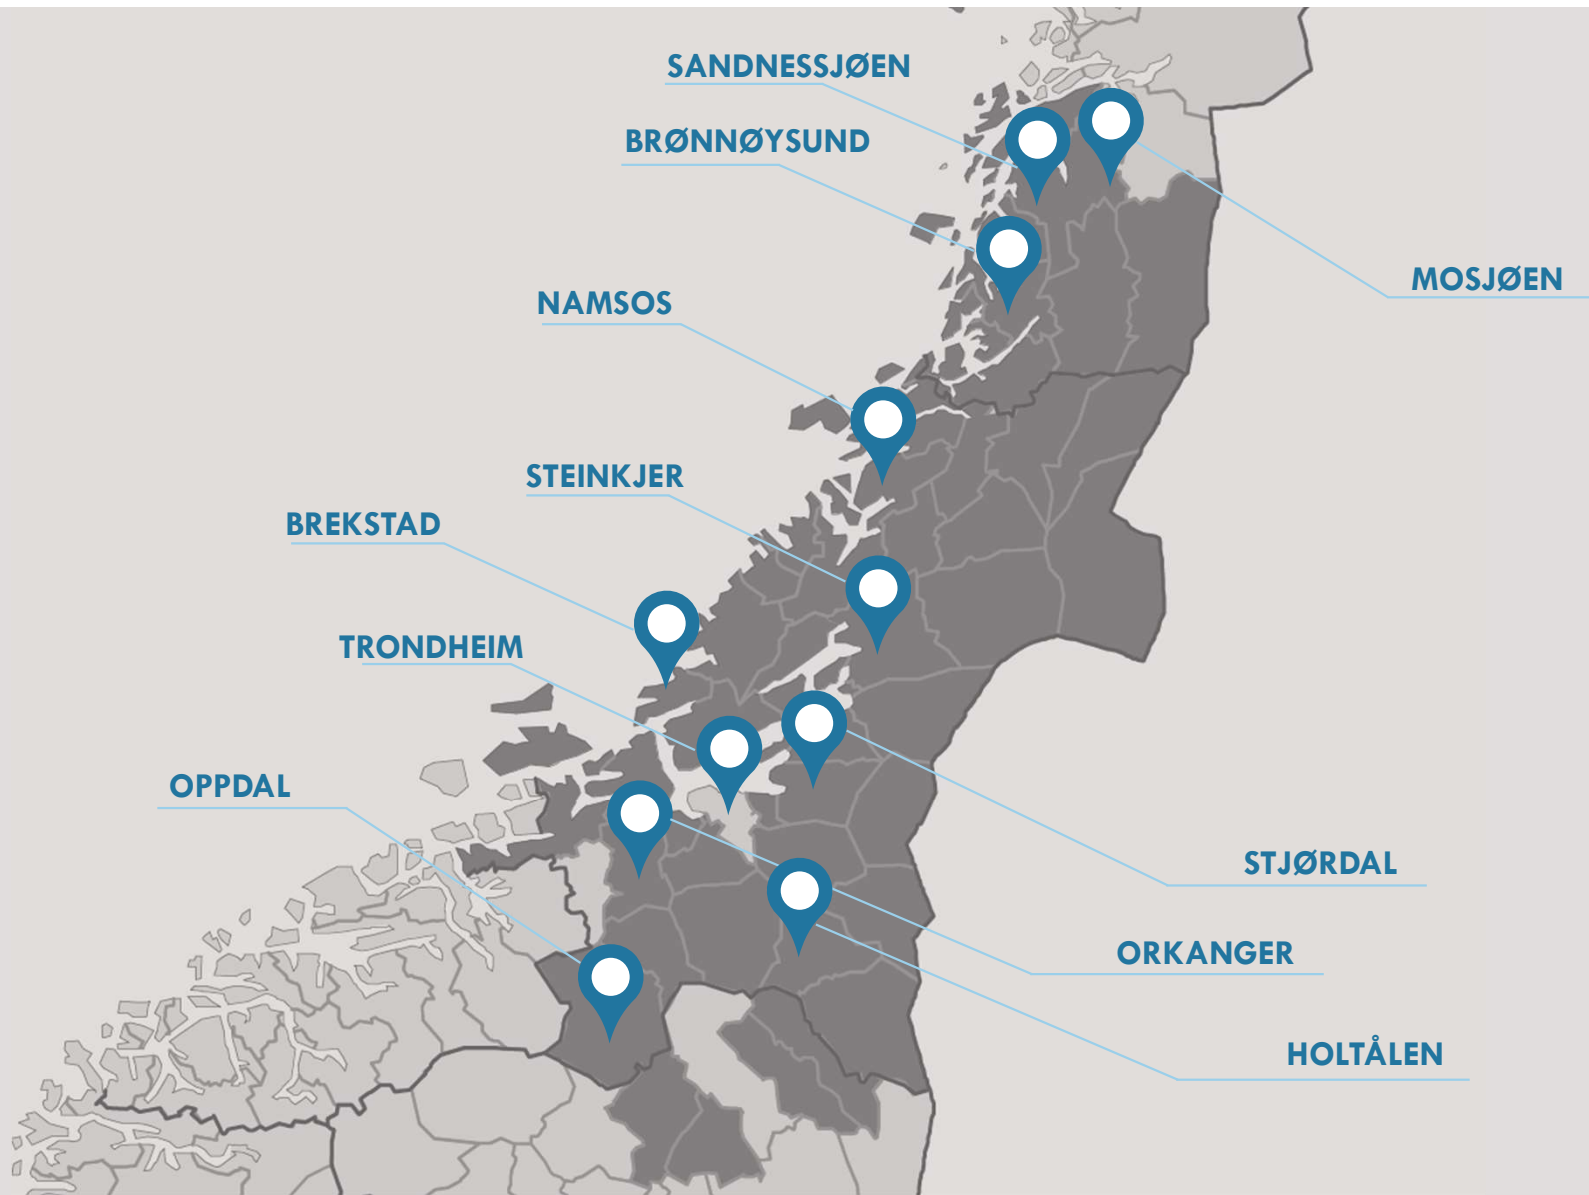 SANDNESSJØEN
BRØNNØYSUND
MOSJØEN
NAMSOS
STEINKJER
BREKSTAD
TRONDHEIM
OPPDAL
STJØRDAL
ORKANGER
HOLTÅLEN